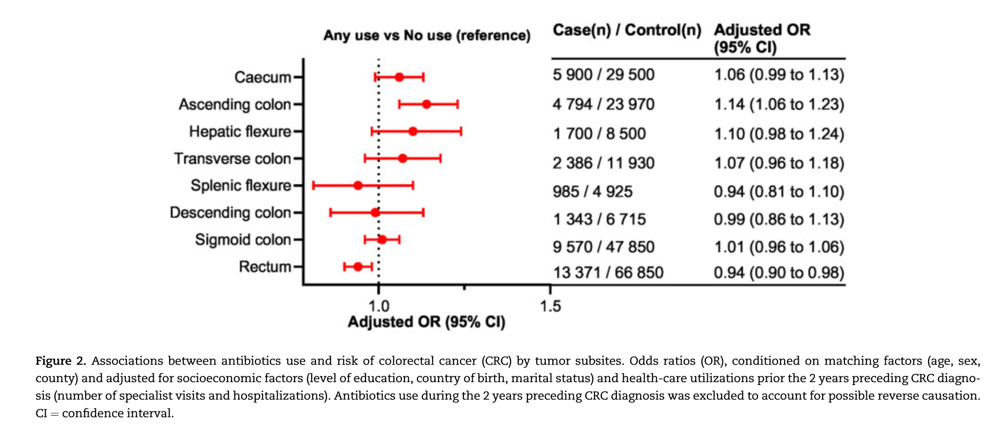 Any use vs No use (reference)
Case(n) / Control(n) Adjusted OR
(95% CI)
Caecum 5 900 / 29 500 1.06 (0.99 to 1.13)
Ascending colon 4 794 / 23 970 1.14 (1.06 to 1.23)
Hepatic flexure 1 700 / 8 500 1.10 (0.98 to 1.24)
Transverse colon 2 386 / 11 930 1.07 (0.96 to 1.18)
Splenic flexure 985 / 4 925 0.94 (0.81 to 1.10)
Descending colon 1 343 / 6 715 0.99 (0.86 to 1.13)
Sigmoid colon 9 570 / 47 850 1.01 (0.96 to 1.06)
Rectum 13 371 / 66 850 0.94 (0.90 to 0.98)
1.0 1.5
Adjusted OR (95% CI)
Figure 2. Associations between antibiotics use and risk of colorectal cancer (CRC) by tumor subsites. Odds ratios (OR), conditioned on matching factors (age, sex,
county) and adjusted for socioeconomic factors (level of education, country of birth, marital status) and health-care utilizations prior the 2 years preceding CRC diagno-
sis (number of specialist visits and hospitalizations). Antibiotics use during the 2 years preceding CRC diagnosis was excluded to account for possible reverse causation.
CI = confidence interval.